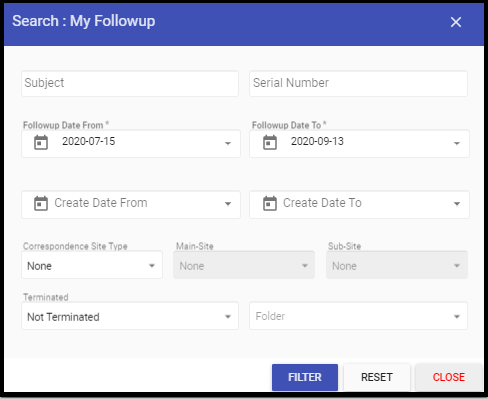 Search : My Followup
Subject Serial Number
Followup Date From * Followup Date To *
2020-07-15 2020-09-13
Create Date From Create Date To
Correspondence Site Type Main-Site Sub-Site
None None None
Terminated
Not Terminated Folder
FILTER RESET CLOSE